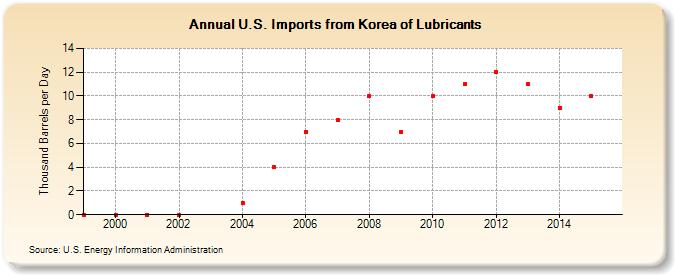 Annual U.S. Imports from Korea of Lubricants
Thousand Barrels per Day
14
12
10
8
6
4
2
0
2000 2002 2004 2006 2008 2010 2012 2014
Source: U.S. Energy Information Administration